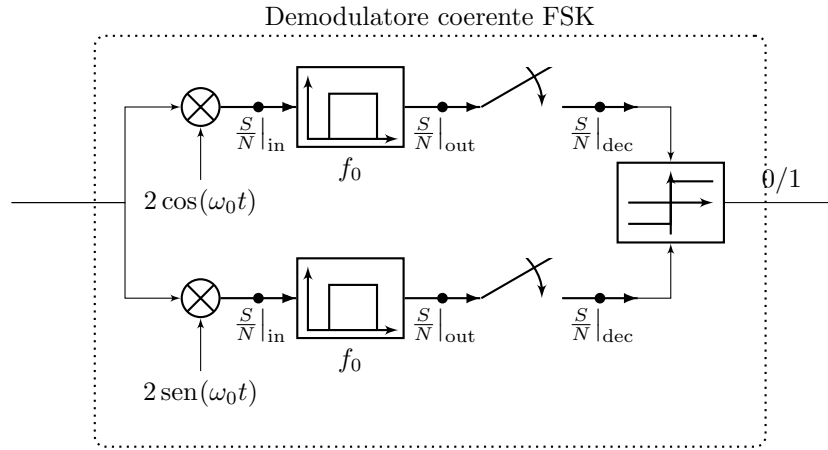 Demodulatore coerente FSK
S/N|in
S/N|out
S/N|dec
f₀
2 cos(ω₀t)
0/1
S/N|in
S/N|out
S/N|dec
f₀
2 sen(ω₀t)